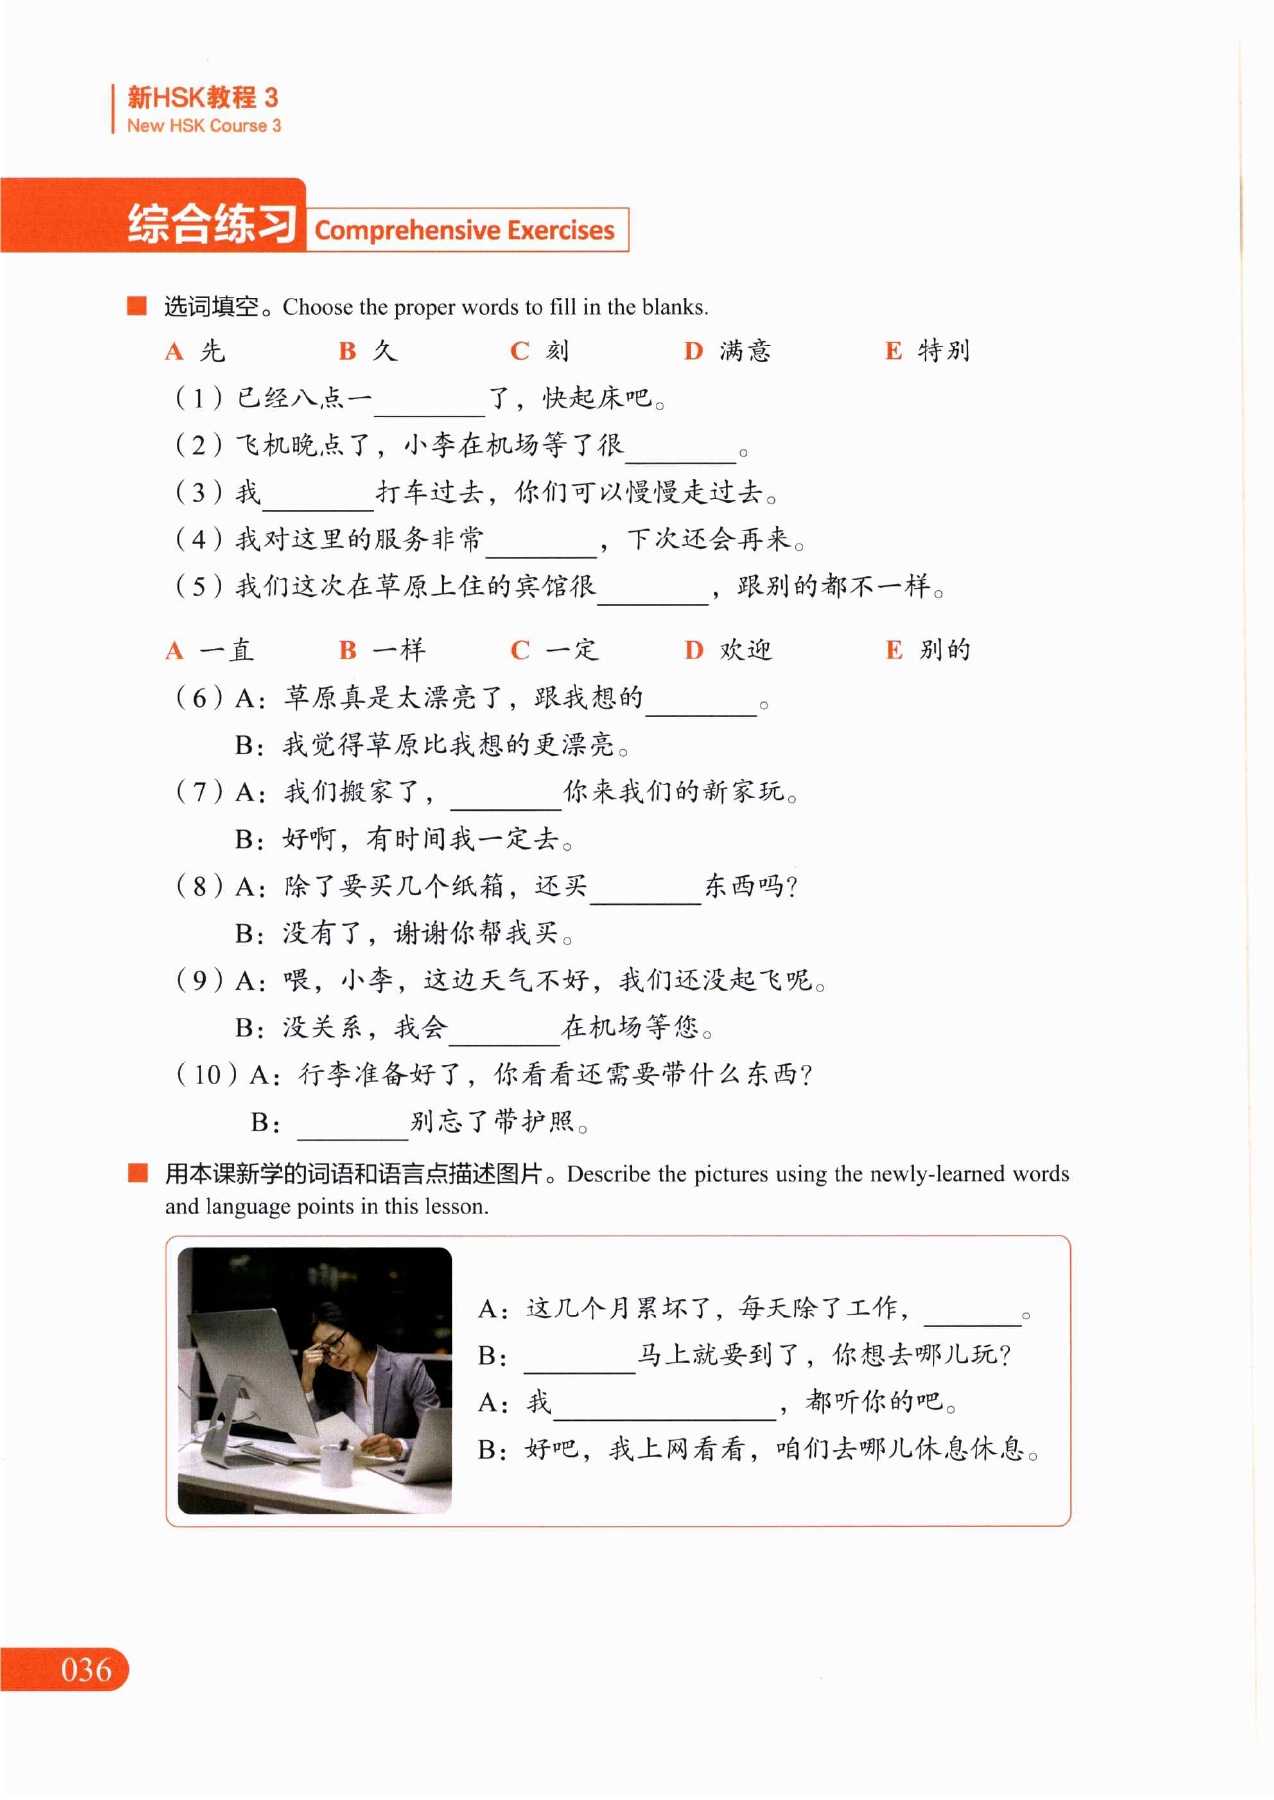 新HSK教程 3
New HSK Course 3
综合练习 Comprehensive Exercises
选词填空。Choose the proper words to fill in the blanks.
A 先 B 久 C 刻 D 满意 E 特别
（1）已经八点一________了，快起床吧。
（2）飞机晚点了，小李在机场等了很________。
（3）我________打车过去，你们可以慢慢走过去。
（4）我对这里的服务非常________，下次还会再来。
（5）我们这次在草原上住的宾馆很________，跟别的都不一样。
A 一直 B 一样 C 一定 D 欢迎 E 别的
（6）A：草原真是太漂亮了，跟我想的________。
B：我觉得草原比我想的更漂亮。
（7）A：我们搬家了，________你来我们的新家玩。
B：好啊，有时间我一定去。
（8）A：除了要买几个纸箱，还买________东西吗？
B：没有了，谢谢你帮我买。
（9）A：喂，小李，这边天气不好，我们还没起飞呢。
B：没关系，我会________在机场等您。
（10）A：行李准备好了，你看看还需要带什么东西？
B：________别忘了带护照。
用本课新学的词语和语言点描述图片。Describe the pictures using the newly-learned words
and language points in this lesson.
A：这几个月累坏了，每天除了工作，_______。
B：________马上就要到了，你想去哪儿玩？
A：我________________，都听你的吧。
B：好吧，我上网看看，咱们去哪儿休息休息。
036